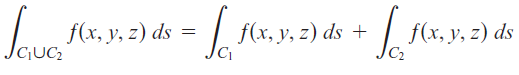 ∫_{C₁∪C₂} f(x, y, z) ds = ∫_{C₁} f(x, y, z) ds + ∫_{C₂} f(x, y, z) ds